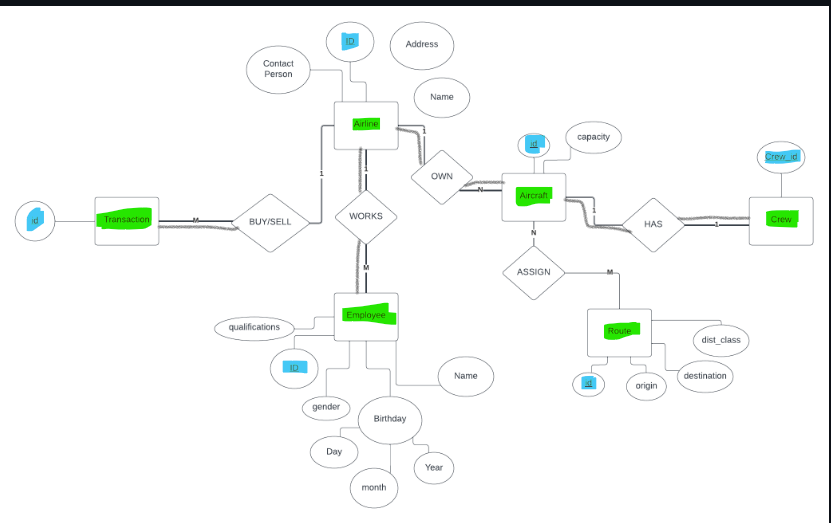 ID
Address
Contact
Person
Name
Airline
1
capacity
id
Crew_id
OWN
1
N
Aircraft
1
id
Transaction
M
BUY/SELL
1
WORKS
HAS
1
Crew
N
M
ASSIGN
M
Employee
qualifications
Route
dist_class
ID
Name
id
origin
destination
gender
Birthday
Day
Year
month